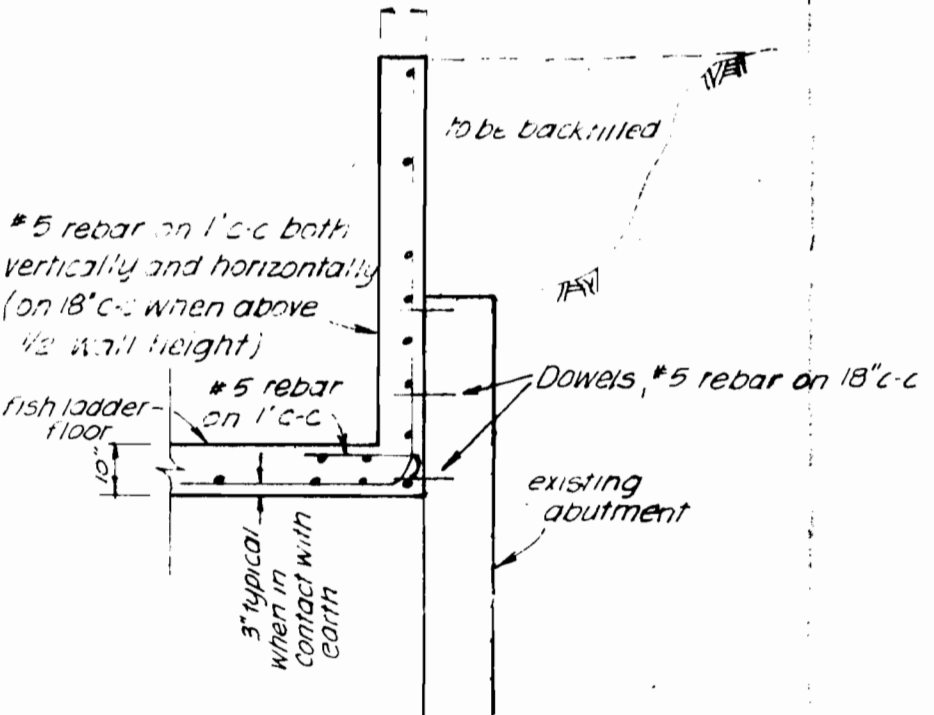 to be backfilled
#5 rebar on 1' c-c both
vertically and horizontally
(on 18" c-c when above
1/2 wall height)
#5 rebar
on 1' c-c
fish ladder
floor
10"
Dowels, #5 rebar on 18" c-c
existing
abutment
3" typical
when in
contact with
earth